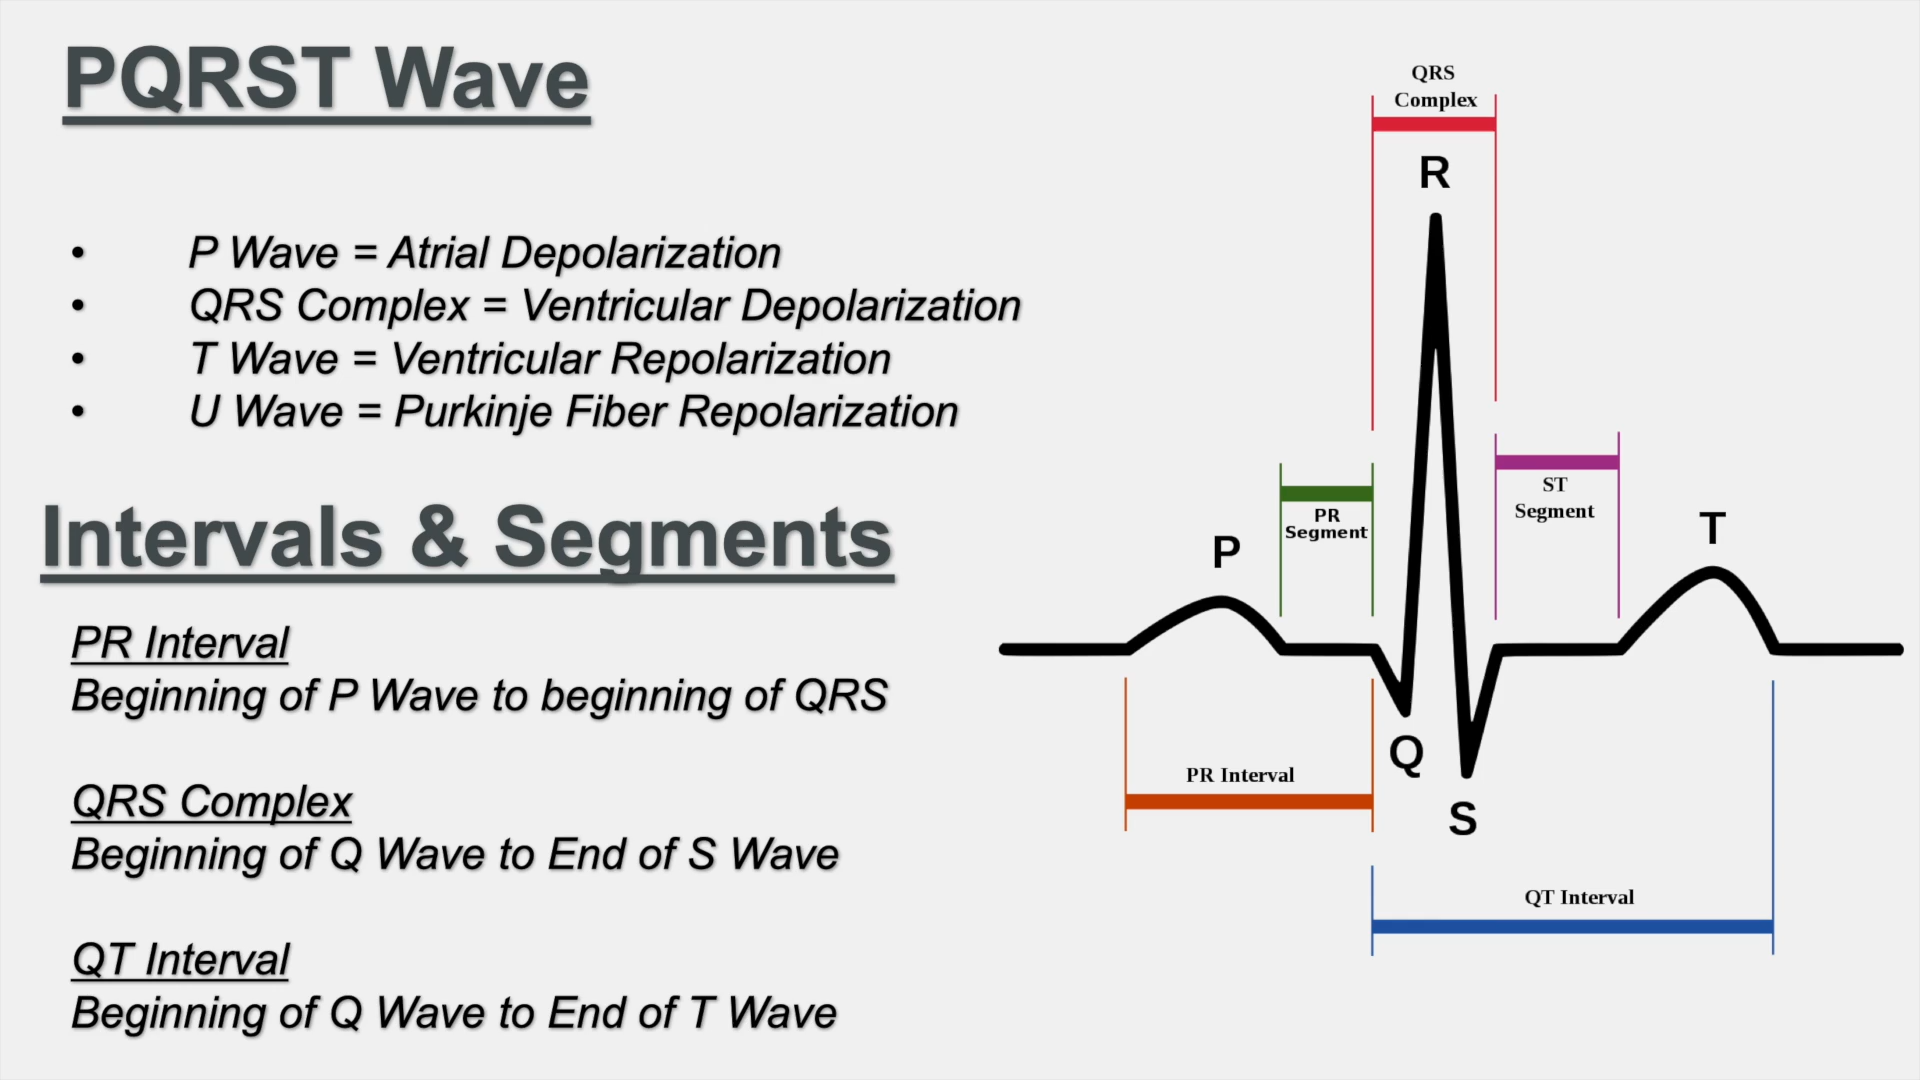 PQRST Wave
• P Wave = Atrial Depolarization
• QRS Complex = Ventricular Depolarization
• T Wave = Ventricular Repolarization
• U Wave = Purkinje Fiber Repolarization
Intervals & Segments
PR Interval
Beginning of P Wave to beginning of QRS
QRS Complex
Beginning of Q Wave to End of S Wave
QT Interval
Beginning of Q Wave to End of T Wave
QRS
Complex
R
PR
Segment
ST
Segment
P
T
Q
S
PR Interval
QT Interval